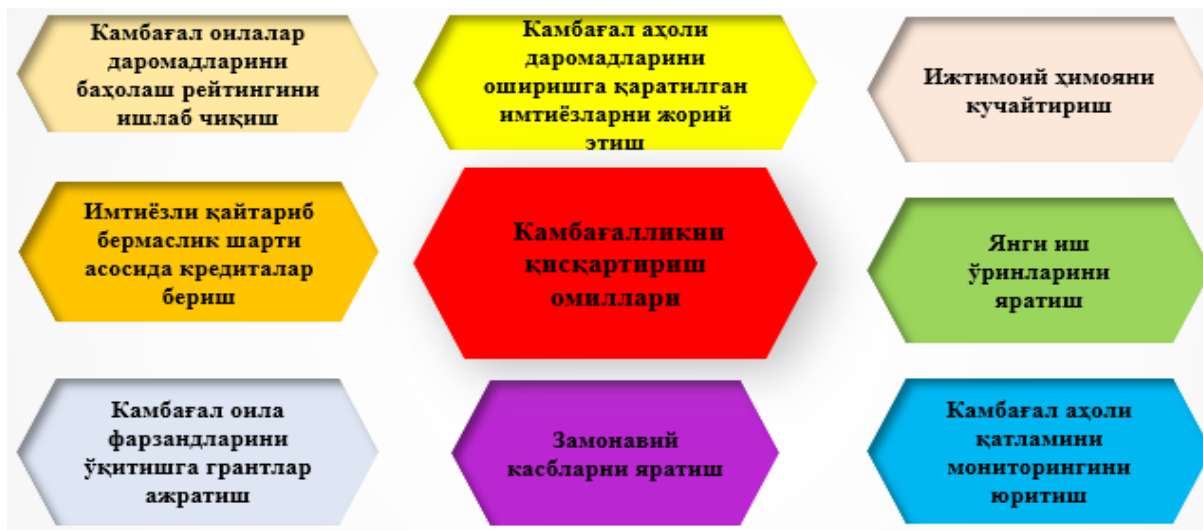 Камбағал оилалар
даромадларини
баҳолаш рейтингини
ишлаб чиқиш
Камбағал аҳоли
даромадларини
оширишга қаратилган
имтиёзларни жорий
этиш
Ижтимоий ҳимояни
кучайтириш
Имтиёзли қайтариб
бермаслик шарти
асосида кредиталар
бериш
Камбағалликни
қисқартириш
омиллари
Янги иш
ўринларини
яратиш
Камбағал оила
фарзандларини
ўқитишга грантлар
ажратиш
Замонавий
касбларни яратиш
Камбағал аҳоли
қатламини
мониторингини
юритиш